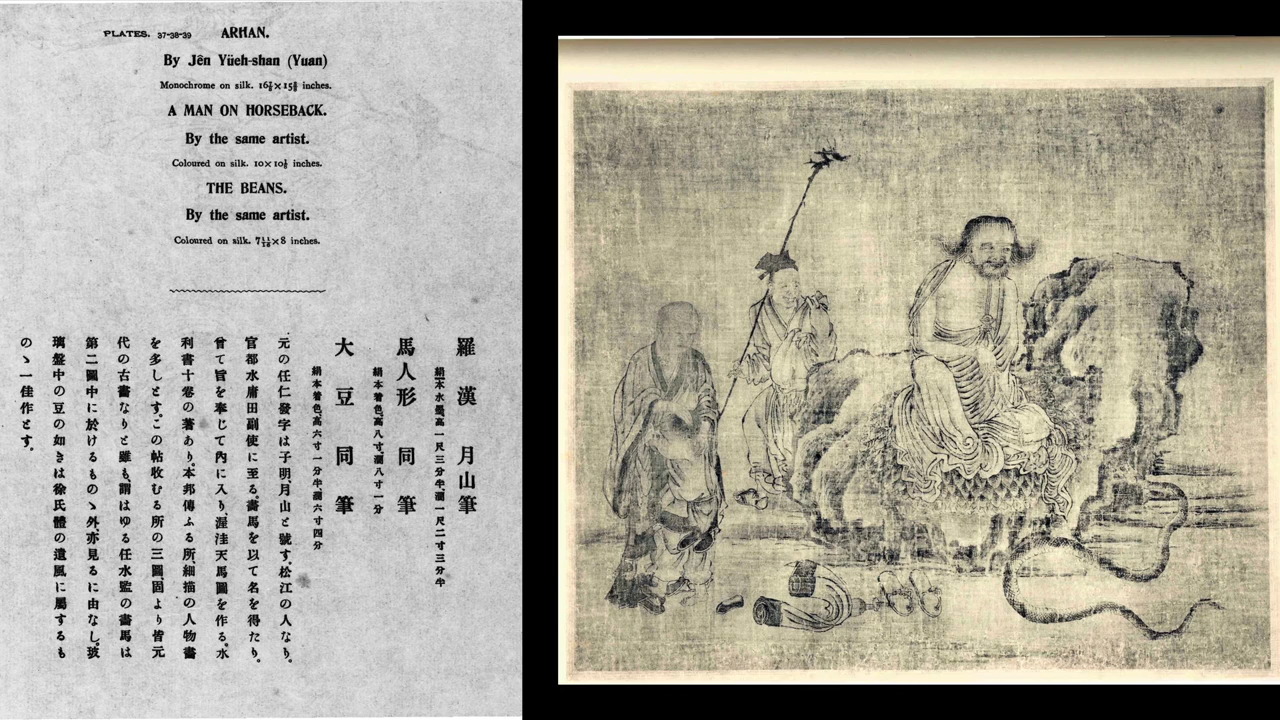 PLATES. 37-38-39 ARHAN.
By Jên Yüeh-shan (Yuan)
Monochrome on silk. 16⅞×15⅜ inches.
A MAN ON HORSEBACK.
By the same artist.
Coloured on silk. 10×10⅛ inches.
THE BEANS.
By the same artist.
Coloured on silk. 7 11/16×8 inches.
羅漢 月山筆
絹本水墨、高一尺三分半、濶一尺二寸三分半
馬人形 同筆
絹本着色、高八寸、濶八寸一分
大豆 同筆
絹本着色、高六寸一分半、濶六寸四分
元の任仁發字は子明、月山と號す。松江の人なり。
官都水庸田副使に至る。畵馬を以て名を得たり。
曾て旨を奉じて內に入り、渥洼天馬圖を作る。水
利書十卷の著あり。本邦傳ふる所、細描の人物畵
を多しとす。この帖收むる所の三圖、固より皆元
代の古畵なりと雖も、謂はゆる任水監の畵馬は
第二圖中に於けるものゝ外、亦見るに由なし。玻
璃盤中の豆の如きは徐氏體の遺風に屬するも
のゝ一佳作とす。